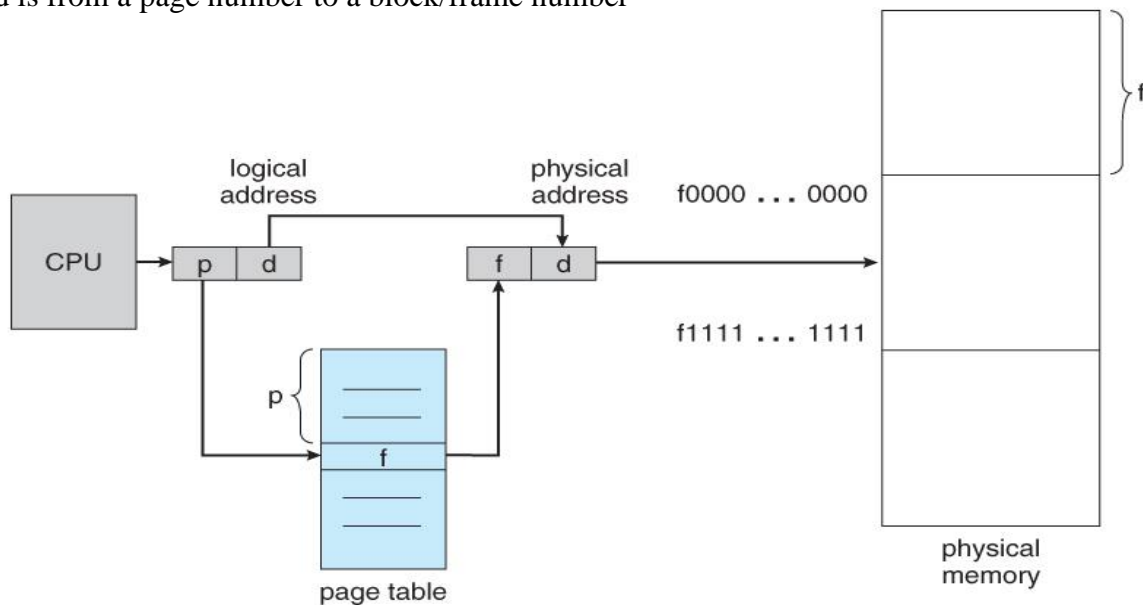 is from a page number to a block/frame number
f
logical
address
physical
address
f0000 ... 0000
CPU
p d
f d
f1111 ... 1111
p
f
page table
physical
memory